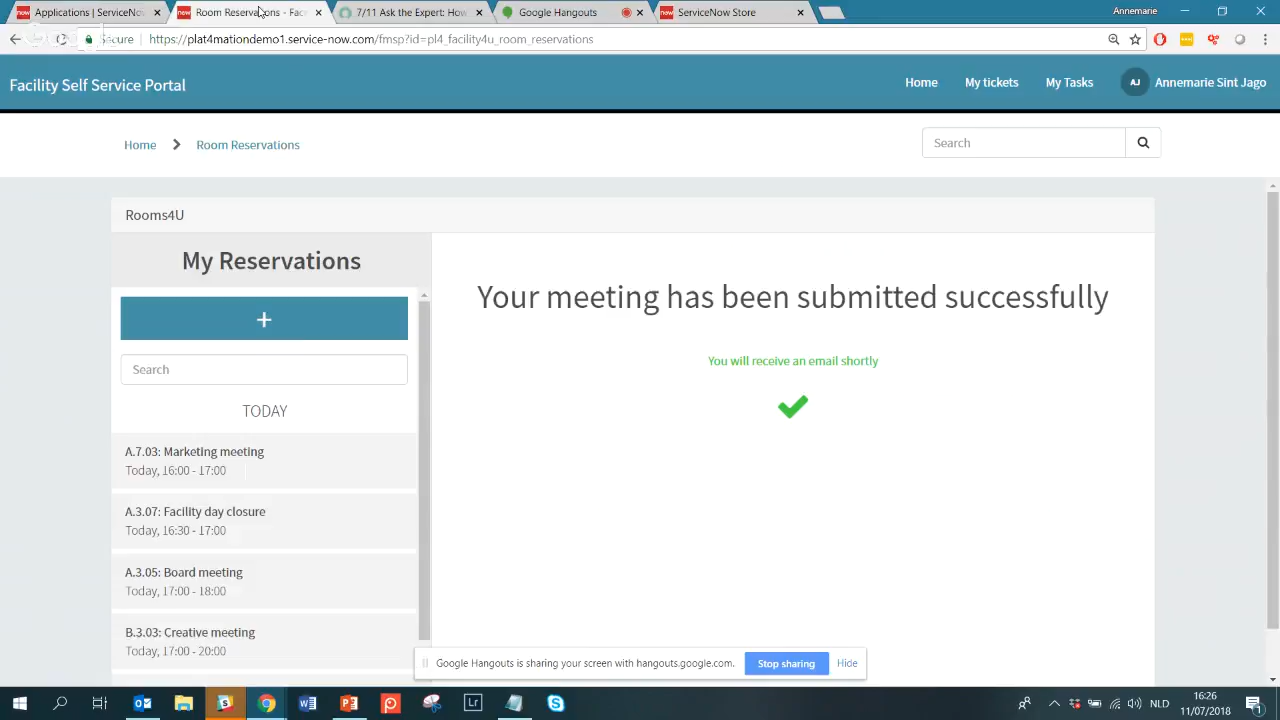 now Applications | ServiceNow
now Room Reservations - Fac
7/11 Ask the Expert: How
Google Hangouts
now ServiceNow Store
Annemarie
Secure
https://plat4mationdemo1.service-now.com/fmsp?id=pl4_facility4u_room_reservations
Facility Self Service Portal
Home
My tickets
My Tasks
AJ
Annemarie Sint Jago
Home
Room Reservations
Search
Rooms4U
My Reservations
+
Search
TODAY
A.7.03: Marketing meeting
Today, 16:00 - 17:00
A.3.07: Facility day closure
Today, 16:30 - 17:00
A.3.05: Board meeting
Today, 17:00 - 18:00
B.3.03: Creative meeting
Today, 17:00 - 20:00
Your meeting has been submitted successfully
You will receive an email shortly
Google Hangouts is sharing your screen with hangouts.google.com.
Stop sharing
Hide
Lr
NLD
16:26
11/07/2018
1